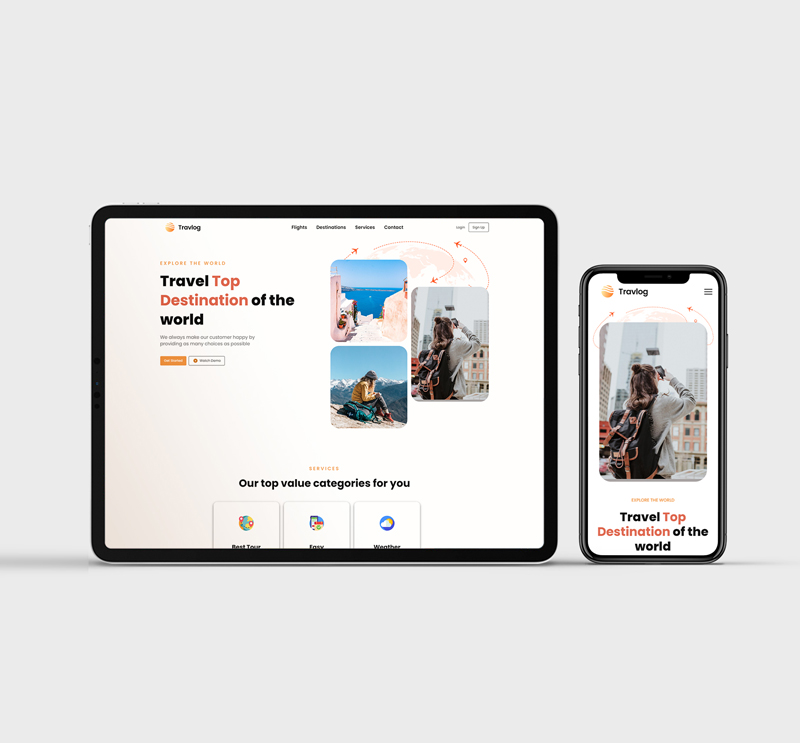 Travlog
Flights Destinations Services Contact
Login Sign Up
EXPLORE THE WORLD
Travel Top
Destination of the
world
We always make our customer happy by
providing as many choices as possible
Get Started Watch Demo
SERVICES
Our top value categories for you
Best Tour Easy Weather
Travlog
EXPLORE THE WORLD
Travel Top
Destination of the
world